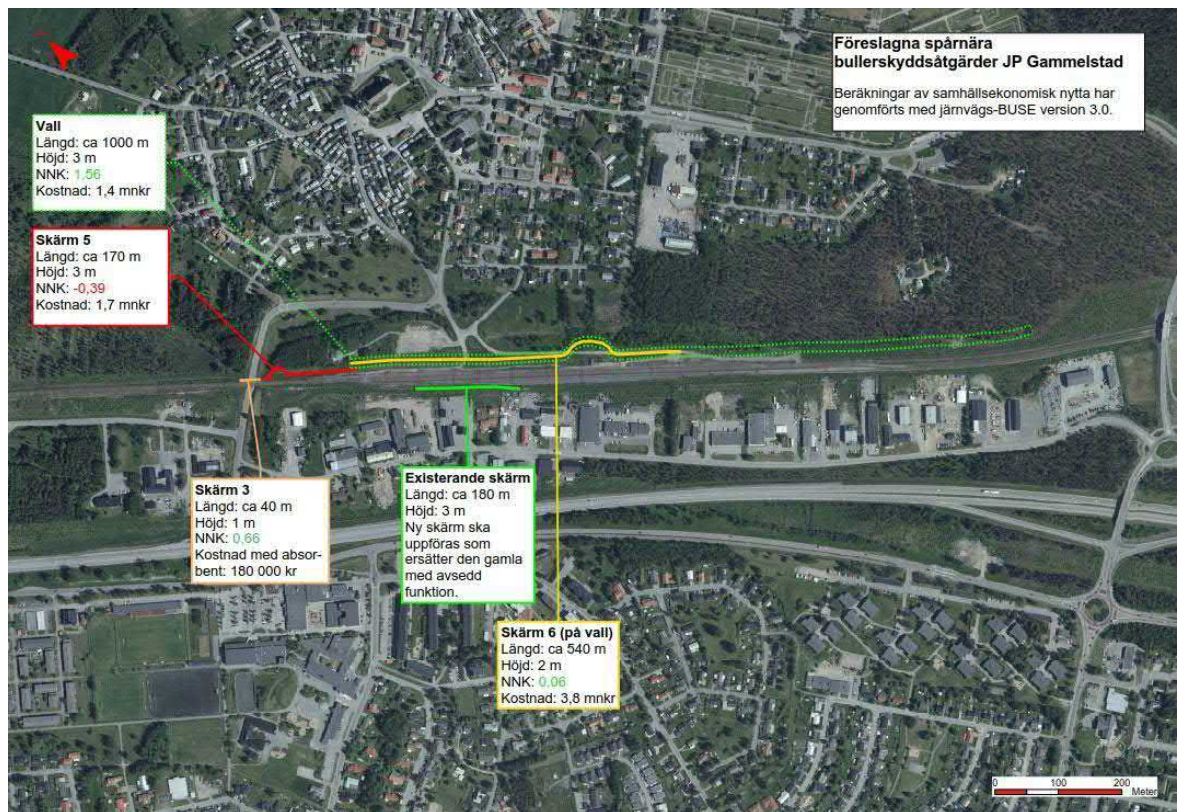 Föreslagna spårnära
bullerskyddsåtgärder JP Gammelstad
Beräkningar av samhällsekonomisk nytta har
genomförts med järnvägs-BUSE version 3.0.
Vall
Längd: ca 1000 m
Höjd: 3 m
NNK: 1,56
Kostnad: 1,4 mnkr
Skärm 5
Längd: ca 170 m
Höjd: 3 m
NNK: -0,39
Kostnad: 1,7 mnkr
Skärm 3
Längd: ca 40 m
Höjd: 1 m
NNK: 0,66
Kostnad med absor-
bent: 180 000 kr
Existerande skärm
Längd: ca 180 m
Höjd: 3 m
Ny skärm ska
uppföras som
ersätter den gamla
med avsedd
funktion.
Skärm 6 (på vall)
Längd: ca 540 m
Höjd: 2 m
NNK: 0,06
Kostnad: 3,8 mnkr
0 100 200
Meter